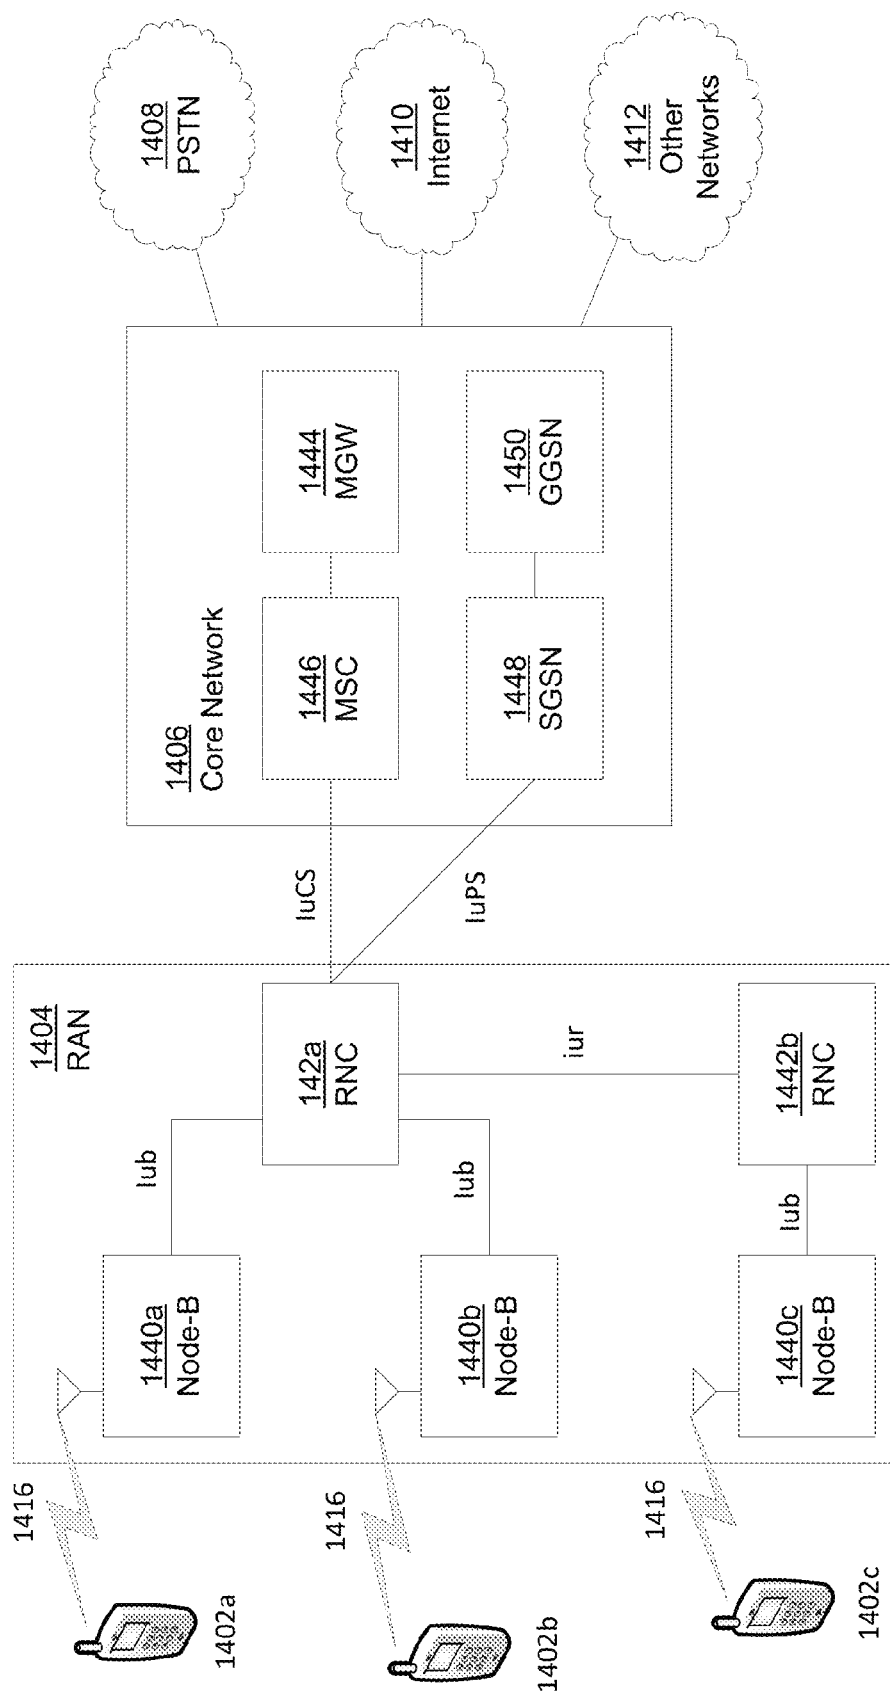 1416
1402a
1416
1402b
1416
1402c
1404
RAN
1440a
Node-B
Iub
1440b
Node-B
Iub
1440c
Node-B
Iub
142a
RNC
iur
1442b
RNC
IuCS
IuPS
1406
Core Network
1446
MSC
1444
MGW
1448
SGSN
1450
GGSN
1408
PSTN
1410
Internet
1412
Other
Networks